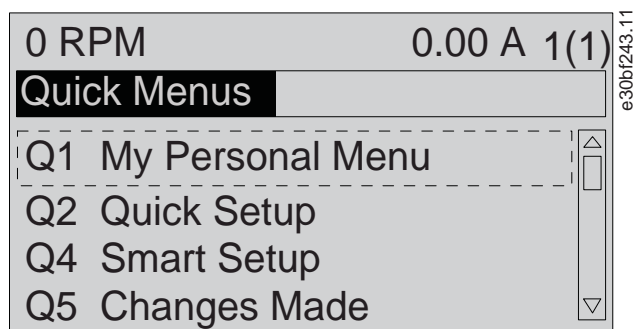 0 RPM 0.00 A 1(1)
Quick Menus
Q1 My Personal Menu
Q2 Quick Setup
Q4 Smart Setup
Q5 Changes Made
e30bf243.11